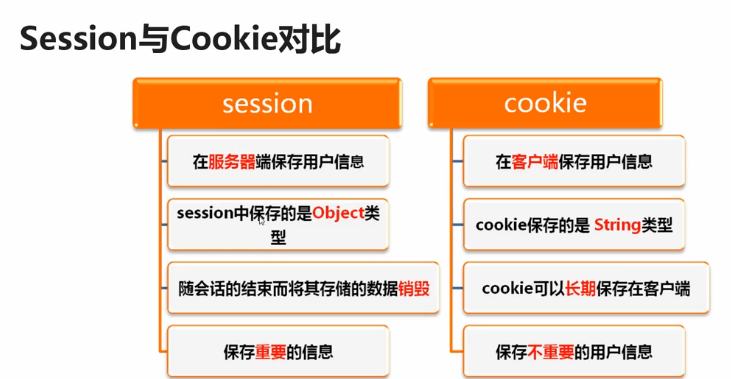 Session与Cookie对比
session
在服务器端保存用户信息
session中保存的是Object类
型
随会话的结束而将其存储的数据销毁
保存重要的信息
cookie
在客户端保存用户信息
cookie保存的是 String类型
cookie可以长期保存在客户端
保存不重要的用户信息